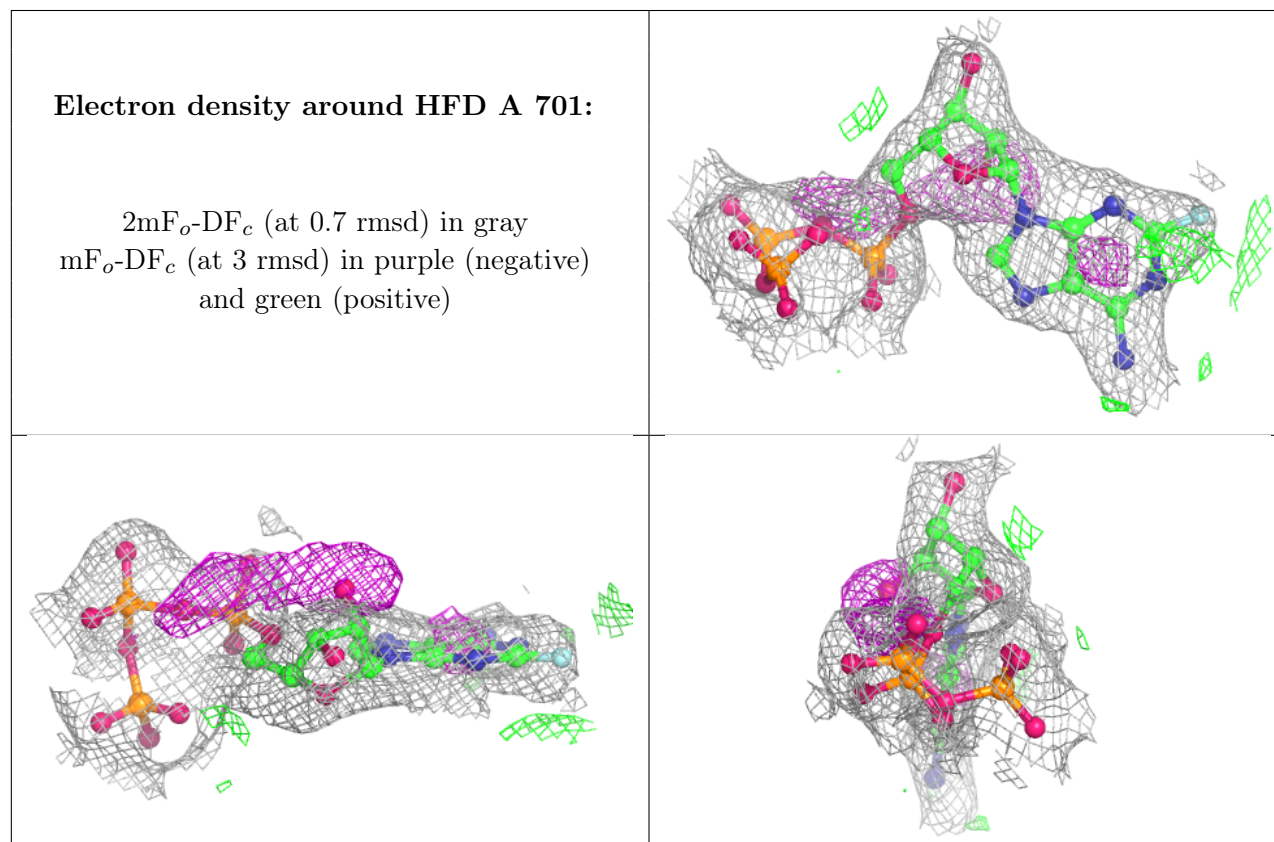 Electron density around HFD A 701:
2mFo-DFc (at 0.7 rmsd) in gray
mFo-DFc (at 3 rmsd) in purple (negative)
and green (positive)